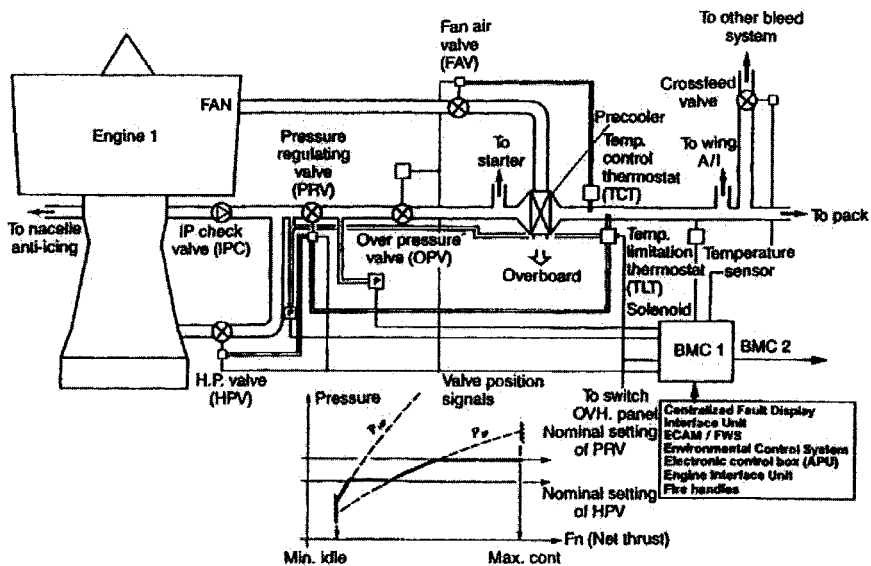 To other bleed
system
Fan air
valve
(FAV)
Crossfeed
valve
FAN
Engine 1
Precooler
Pressure
regulating
valve
(PRV)
To
starter
Temp.
control
thermostat
(TCT)
To wing
A/I
To nacelle
anti-icing
IP check
valve (IPC)
Over pressure
valve (OPV)
Overboard
Temp.
limitation
thermostat
(TLT)
Solenoid
Temperature
sensor
To pack
P
P
BMC 1
BMC 2
H.P. valve
(HPV)
Valve position
signals
To switch
OVH. panel
Centralized Fault Display
Interface Unit
ECAM / FWS
Environmental Control System
Electronic control box (APU)
Engine Interface Unit
Fire handles
Pressure
Nominal setting
of PRV
Nominal setting
of HPV
Fn (Net thrust)
Min. idle
Max. cont